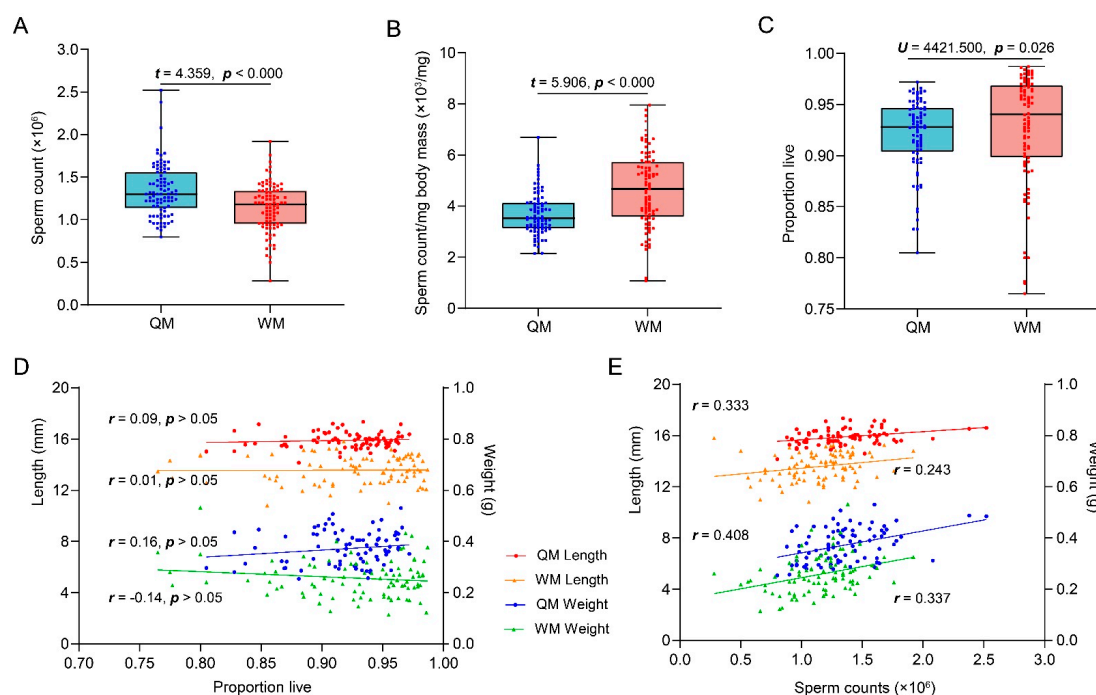 A
B
C
3.0
2.5
2.0
1.5
1.0
0.5
0.0
Sperm count (×10⁶)
t = 4.359, p < 0.000
QM WM
10
8
6
4
2
0
Sperm count/mg body mass (×10³/mg)
t = 5.906, p < 0.000
QM WM
1.00
0.95
0.90
0.85
0.80
0.75
Proportion live
U = 4421.500, p = 0.026
QM WM
D
20
16
12
8
4
0
Length (mm)
r = 0.09, p > 0.05
r = 0.01, p > 0.05
r = 0.16, p > 0.05
r = -0.14, p > 0.05
1.0
0.8
0.6
0.4
0.2
0.0
Weight (g)
0.70 0.75 0.80 0.85 0.90 0.95 1.00
Proportion live
QM Length
WM Length
QM Weight
WM Weight
E
20
16
12
8
4
0
Length (mm)
r = 0.333
r = 0.243
r = 0.408
r = 0.337
1.0
0.8
0.6
0.4
0.2
0.0
Weight (g)
0.0 0.5 1.0 1.5 2.0 2.5 3.0
Sperm counts (×10⁶)